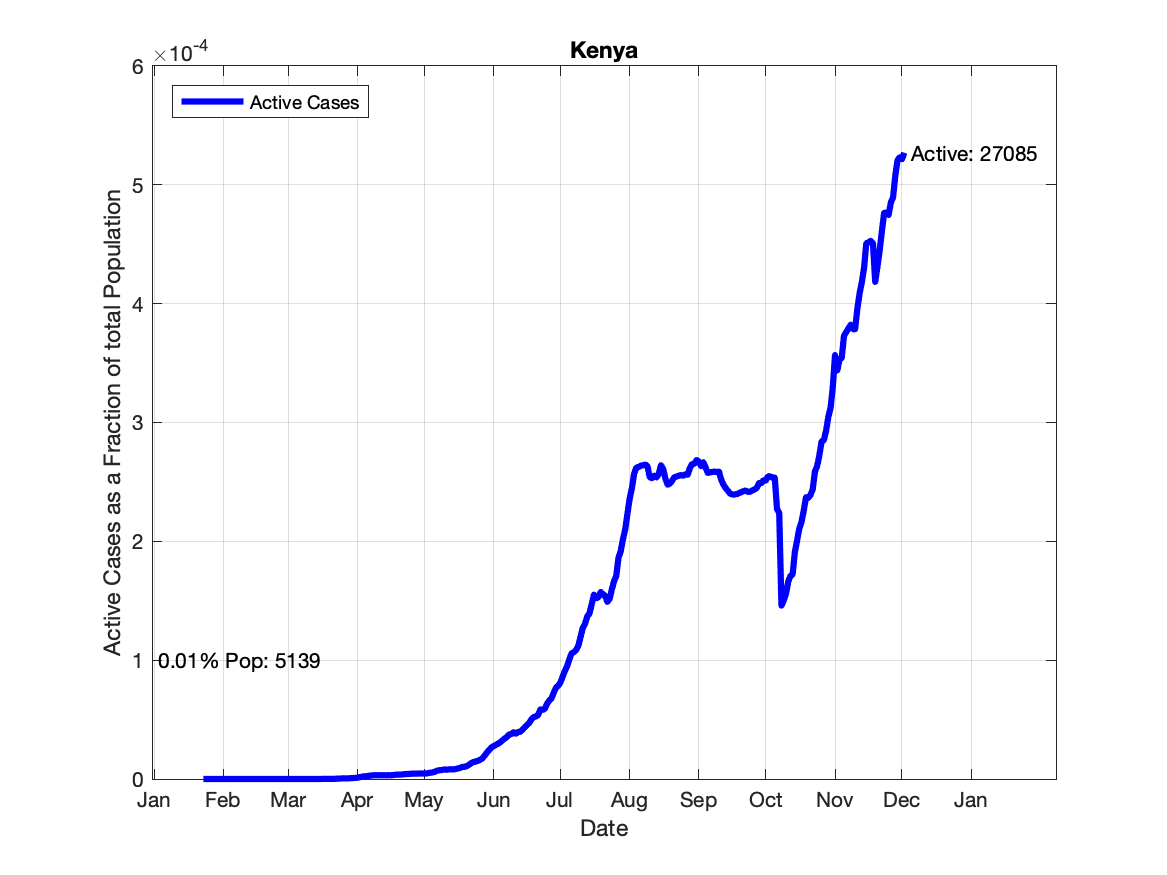 Kenya
×10-4
Active Cases
6
5
4
3
2
1
0
Active: 27085
0.01% Pop: 5139
Active Cases as a Fraction of total Population
Jan Feb Mar Apr May Jun Jul Aug Sep Oct Nov Dec Jan
Date